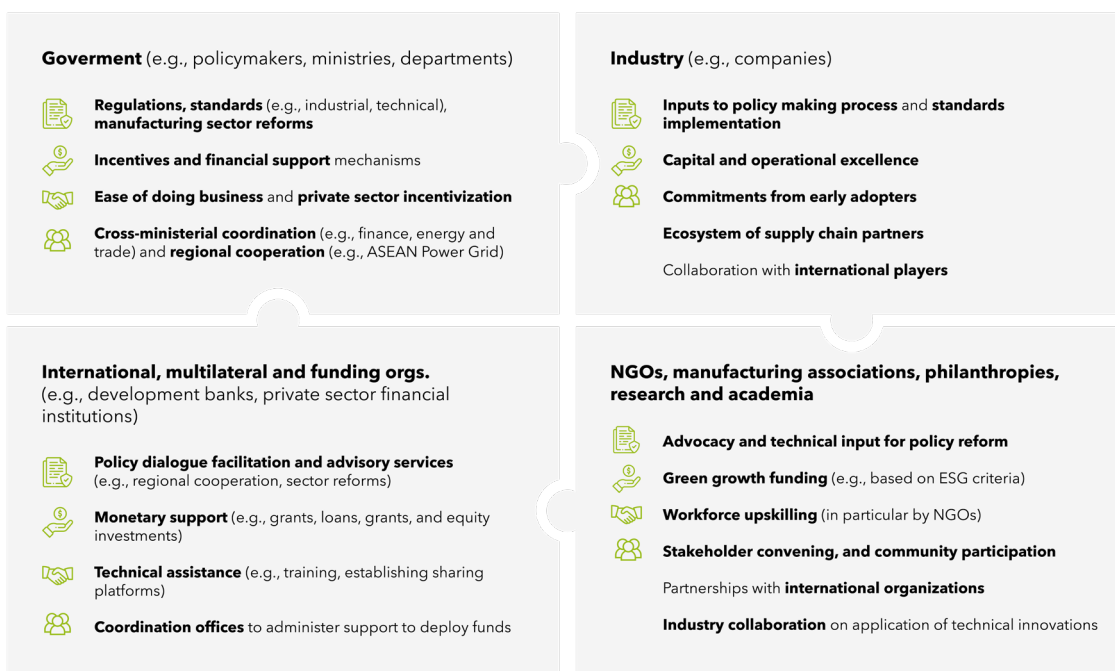 Goverment (e.g., policymakers, ministries, departments)
Regulations, standards (e.g., industrial, technical),
manufacturing sector reforms
Incentives and financial support mechanisms
Ease of doing business and private sector incentivization
Cross-ministerial coordination (e.g., finance, energy and
trade) and regional cooperation (e.g., ASEAN Power Grid)
Industry (e.g., companies)
Inputs to policy making process and standards
implementation
Capital and operational excellence
Commitments from early adopters
Ecosystem of supply chain partners
Collaboration with international players
International, multilateral and funding orgs.
(e.g., development banks, private sector financial
institutions)
Policy dialogue facilitation and advisory services
(e.g., regional cooperation, sector reforms)
Monetary support (e.g., grants, loans, grants, and equity
investments)
Technical assistance (e.g., training, establishing sharing
platforms)
Coordination offices to administer support to deploy funds
NGOs, manufacturing associations, philanthropies,
research and academia
Advocacy and technical input for policy reform
Green growth funding (e.g., based on ESG criteria)
Workforce upskilling (in particular by NGOs)
Stakeholder convening, and community participation
Partnerships with international organizations
Industry collaboration on application of technical innovations